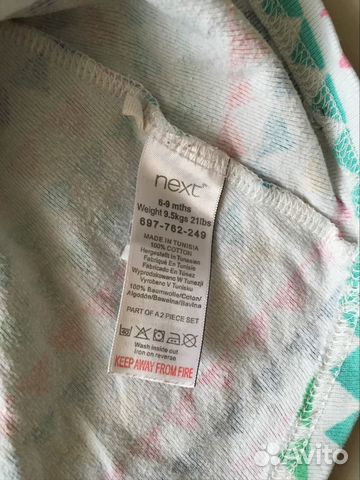 next
6-9 mths
Weight 9.5kgs 21lbs
697-762-249
MADE IN TUNISIA
100% COTTON
Hergestellt in Tunesien
Fabriqué En Tunisie
Fabricado En Túnez
Wyprodukowano W Tunezji
Vyrobeno V Tunisku
100% Baumwolle/Coton/
Algodón/Bawełna/Bavlna
PART OF A 2 PIECE SET
40
Wash inside out
Iron on reverse
KEEP AWAY FROM FIRE
Avito